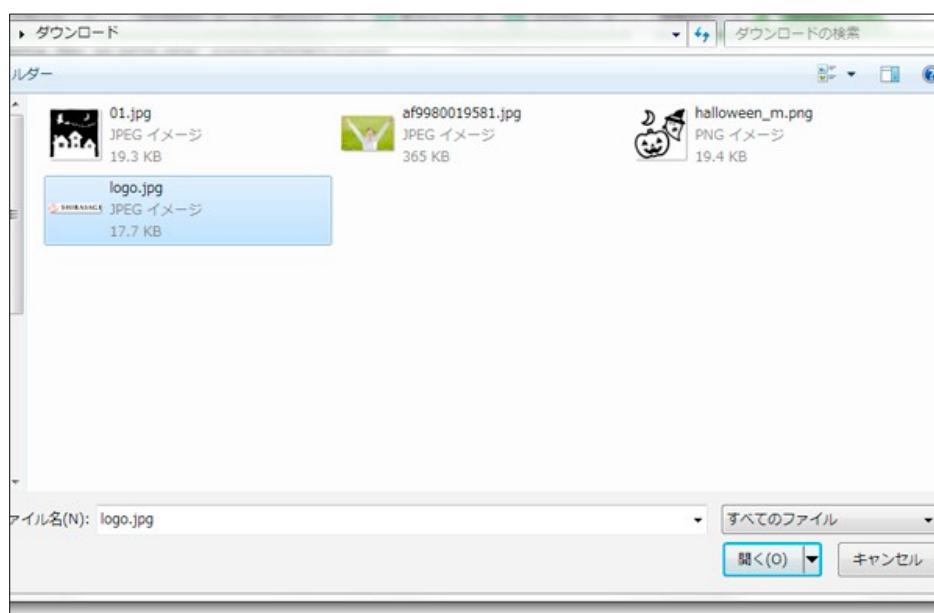 ダウンロード
ダウンロードの検索
ルダー
01.jpg
JPEG イメージ
19.3 KB
af9980019581.jpg
JPEG イメージ
365 KB
halloween_m.png
PNG イメージ
19.4 KB
logo.jpg
JPEG イメージ
17.7 KB
SHIRASAGI
ァイル名(N): logo.jpg
すべてのファイル
開く(O)
キャンセル